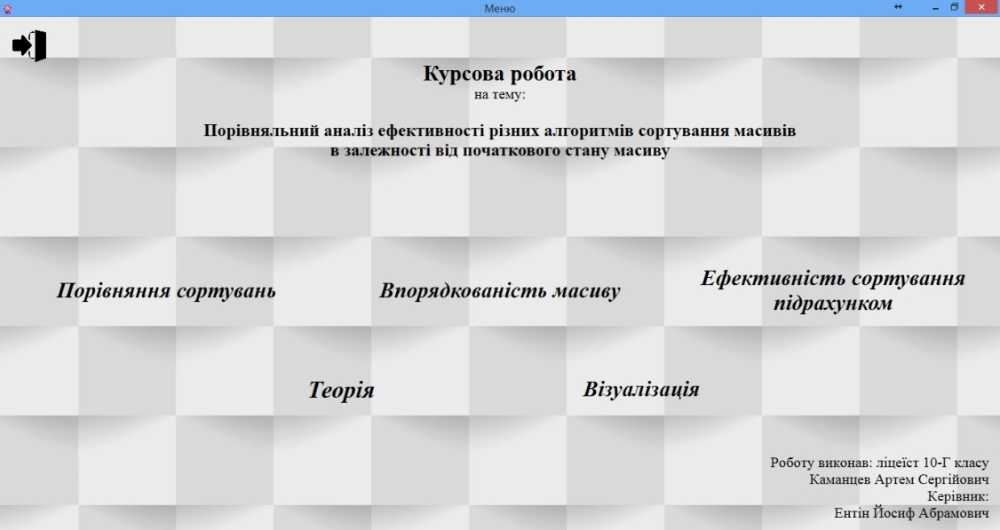 Меню
Курсова робота
на тему:
Порівняльний аналіз ефективності різних алгоритмів сортування масивів
в залежності від початкового стану масиву
Порівняння сортувань
Впорядкованість масиву
Ефективність сортування
підрахунком
Теорія
Візуалізація
Роботу виконав: ліцеїст 10-Г класу
Каманцев Артем Сергійович
Керівник:
Ентін Йосиф Абрамович